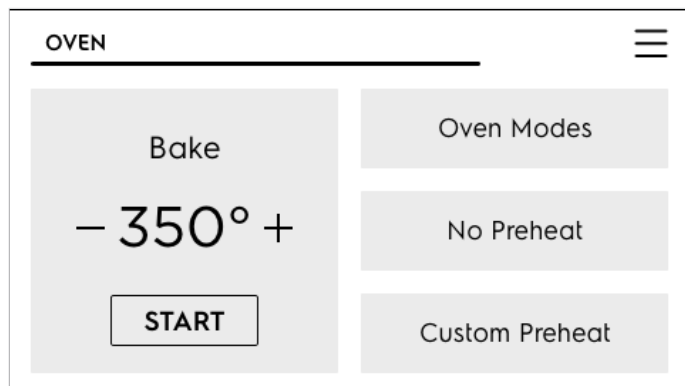 OVEN
Bake
− 350° +
START
Oven Modes
No Preheat
Custom Preheat